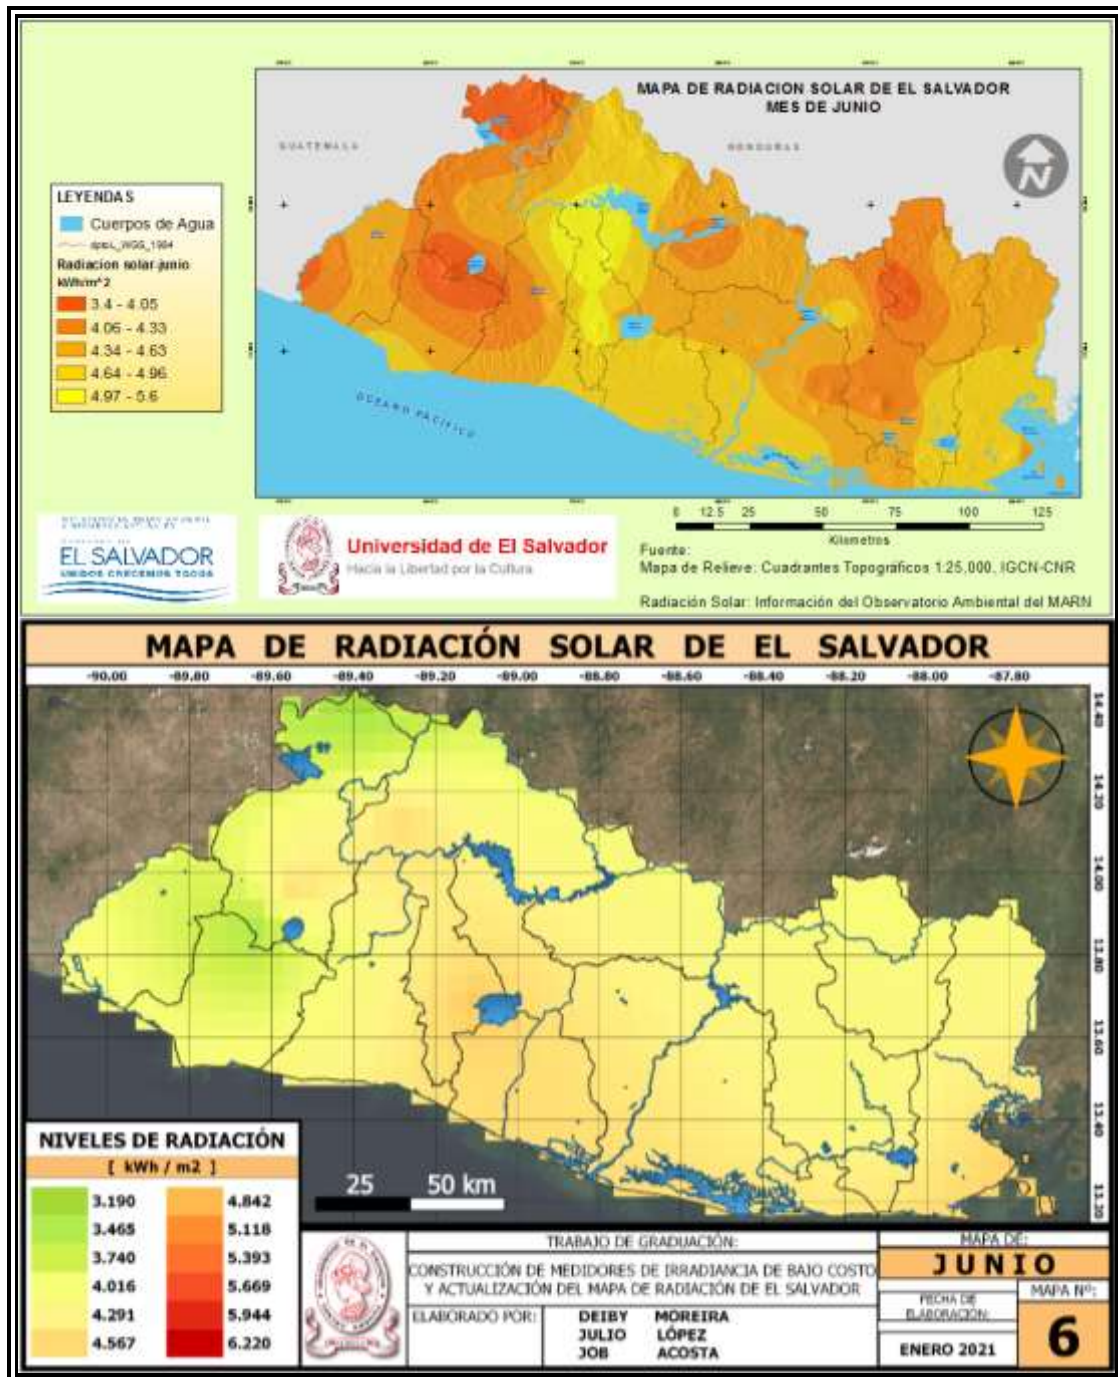 MAPA DE RADIACION SOLAR DE EL SALVADOR
MES DE JUNIO
GUATEMALA
HONDURAS
N
LEYENDAS
Cuerpos de Agua
Radiacion solar-junio
kWh/m^2
3.4 - 4.05
4.06 - 4.33
4.34 - 4.63
4.64 - 4.96
4.97 - 5.6
OCEANO PACIFICO
0 12.5 25 50 75 100 125
Kilometros
EL SALVADOR
UNIDOS CRECEMOS TODOS
Universidad de El Salvador
Hacia la Libertad por la Cultura
Fuente:
Mapa de Relieve: Cuadrantes Topográficos 1:25,000, IGCN-CNR
Radiación Solar: Información del Observatorio Ambiental del MARN
MAPA DE RADIACIÓN SOLAR DE EL SALVADOR
-90.00 -89.80 -89.60 -89.40 -89.20 -89.00 -88.80 -88.60 -88.40 -88.20 -88.00 -87.80
14.40
14.20
14.00
13.80
13.60
13.40
13.20
NIVELES DE RADIACIÓN
[ kWh / m2 ]
3.190 4.842
3.465 5.118
3.740 5.393
4.016 5.669
4.291 5.944
4.567 6.220
25 50 km
TRABAJO DE GRADUACIÓN:
CONSTRUCCIÓN DE MEDIDORES DE IRRADIANCIA DE BAJO COSTO
Y ACTUALIZACIÓN DEL MAPA DE RADIACIÓN DE EL SALVADOR
ELABORADO POR:
DEIBY MOREIRA
JULIO LÓPEZ
JOB ACOSTA
MAPA DE:
JUNIO
FECHA DE
ELABORACIÓN:
ENERO 2021
MAPA Nº:
6